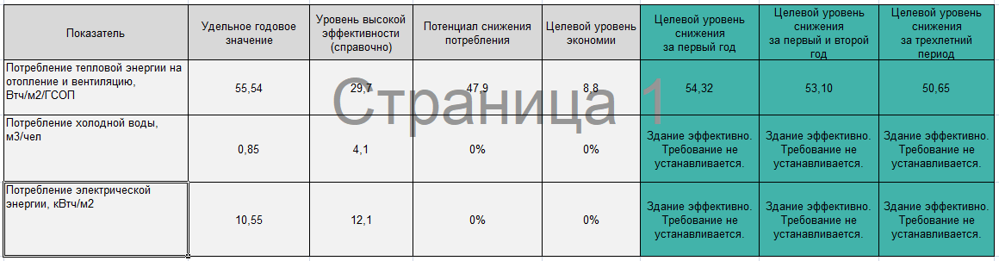 Показатель
Удельное годовое
значение
Уровень высокой
эффективности
(справочно)
Потенциал снижения
потребления
Целевой уровень
экономии
Целевой уровень
снижения
за первый год
Целевой уровень
снижения
за первый и второй
год
Целевой уровень
снижения
за трехлетний
период
Потребление тепловой энергии на
отопление и вентиляцию,
Втч/м2/ГСОП
55,54
29,7
47,9
8,8
54,32
53,10
50,65
Страница 1
Потребление холодной воды,
м3/чел
0,85
4,1
0%
0%
Здание эффективно.
Требование не
устанавливается.
Здание эффективно.
Требование не
устанавливается.
Здание эффективно.
Требование не
устанавливается.
Потребление электрической
энергии, кВтч/м2
10,55
12,1
0%
0%
Здание эффективно.
Требование не
устанавливается.
Здание эффективно.
Требование не
устанавливается.
Здание эффективно.
Требование не
устанавливается.